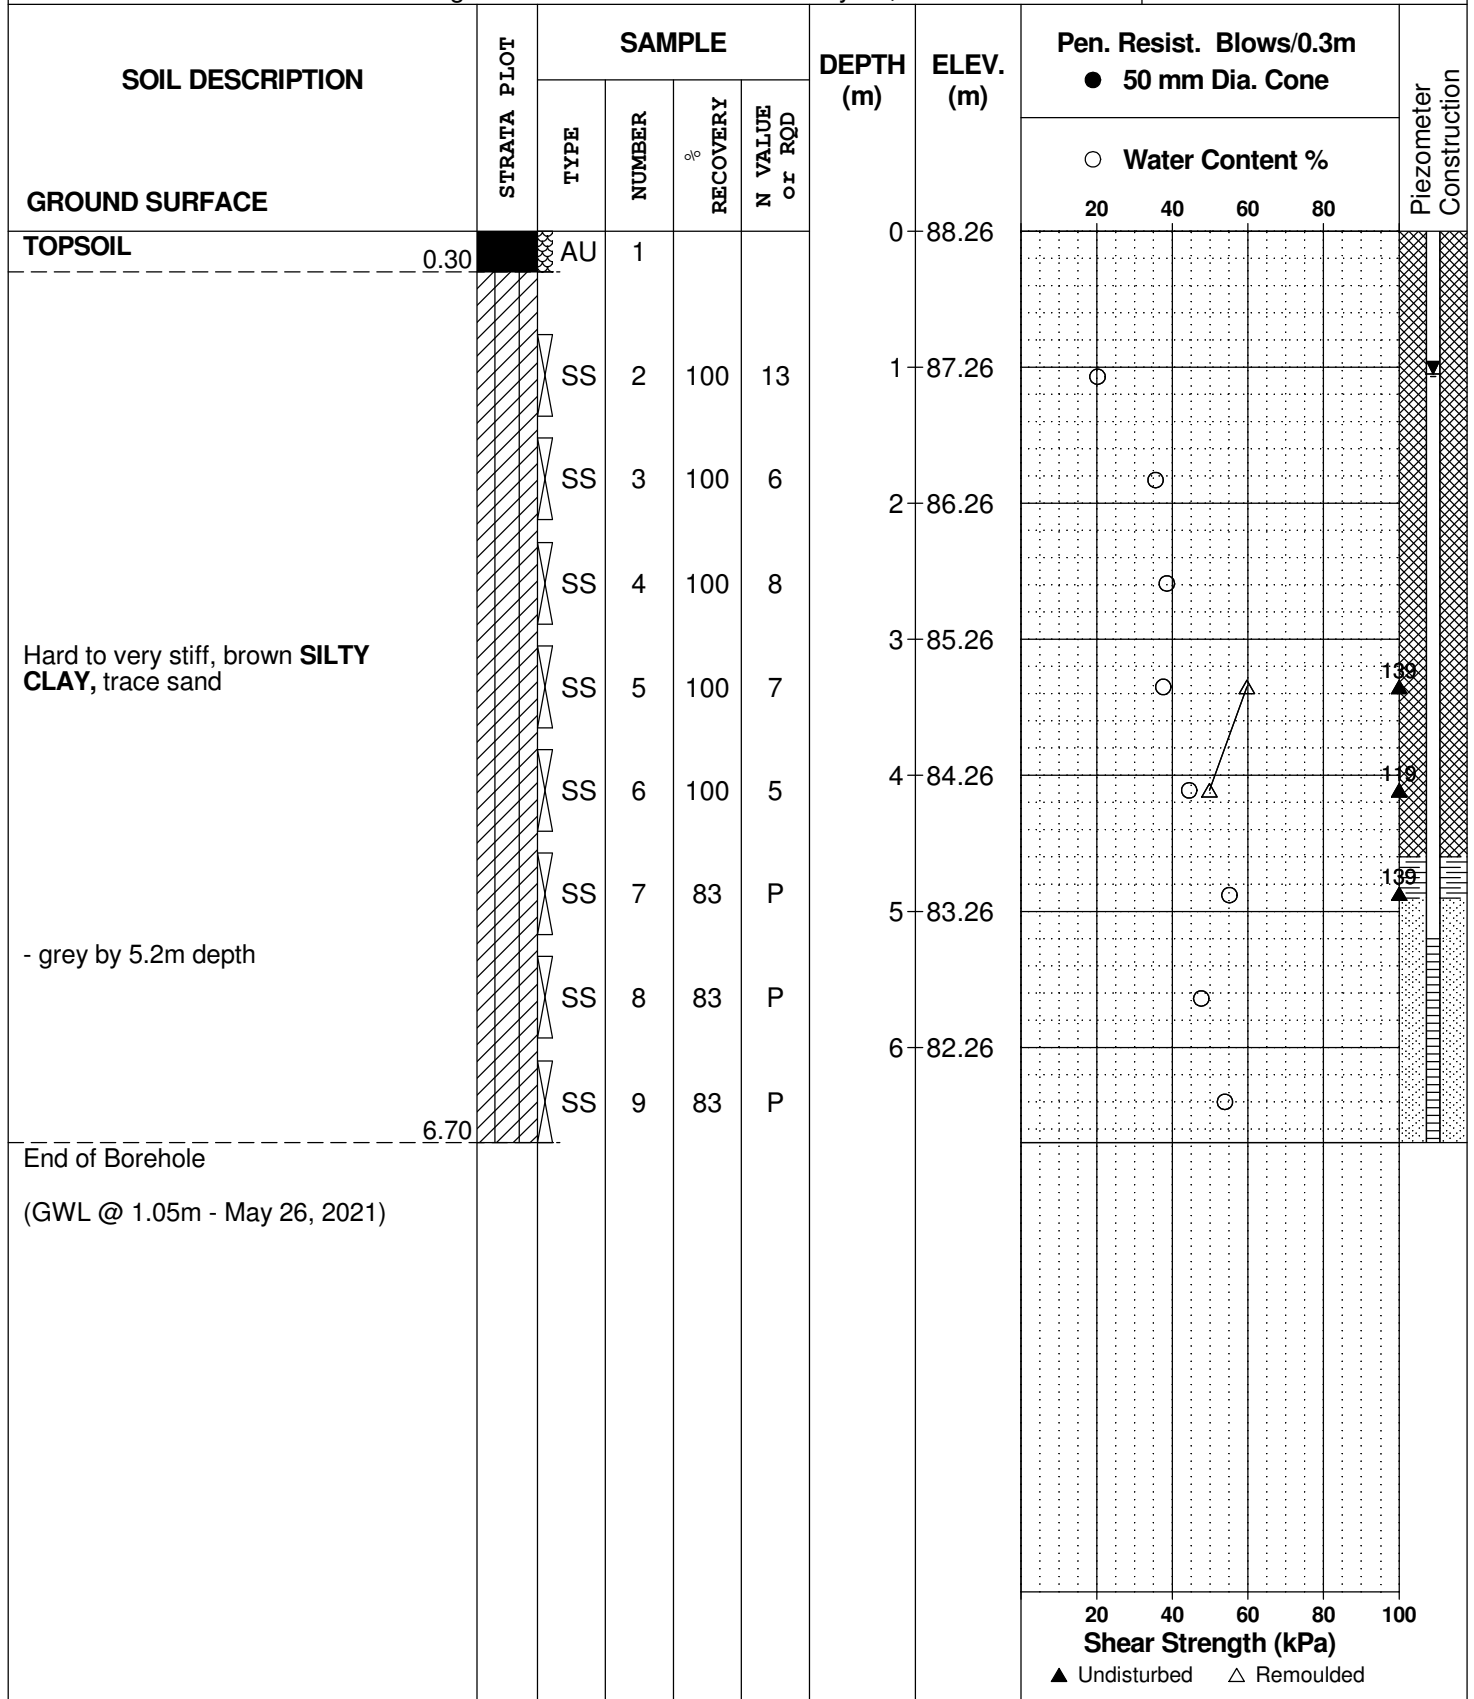 SOIL DESCRIPTION
GROUND SURFACE
STRATA PLOT
SAMPLE
TYPE
NUMBER
% RECOVERY
N VALUE or RQD
DEPTH (m)
ELEV. (m)
Pen. Resist. Blows/0.3m
● 50 mm Dia. Cone
○ Water Content %
20 40 60 80
Piezometer Construction
TOPSOIL
0.30
AU 1
0 88.26
SS 2 100 13
1 87.26
SS 3 100 6
2 86.26
SS 4 100 8
3 85.26
Hard to very stiff, brown SILTY
CLAY, trace sand
SS 5 100 7
139
4 84.26
SS 6 100 5
119
SS 7 83 P
139
5 83.26
- grey by 5.2m depth
SS 8 83 P
6 82.26
SS 9 83 P
6.70
End of Borehole
(GWL @ 1.05m - May 26, 2021)
20 40 60 80 100
Shear Strength (kPa)
▲ Undisturbed △ Remoulded